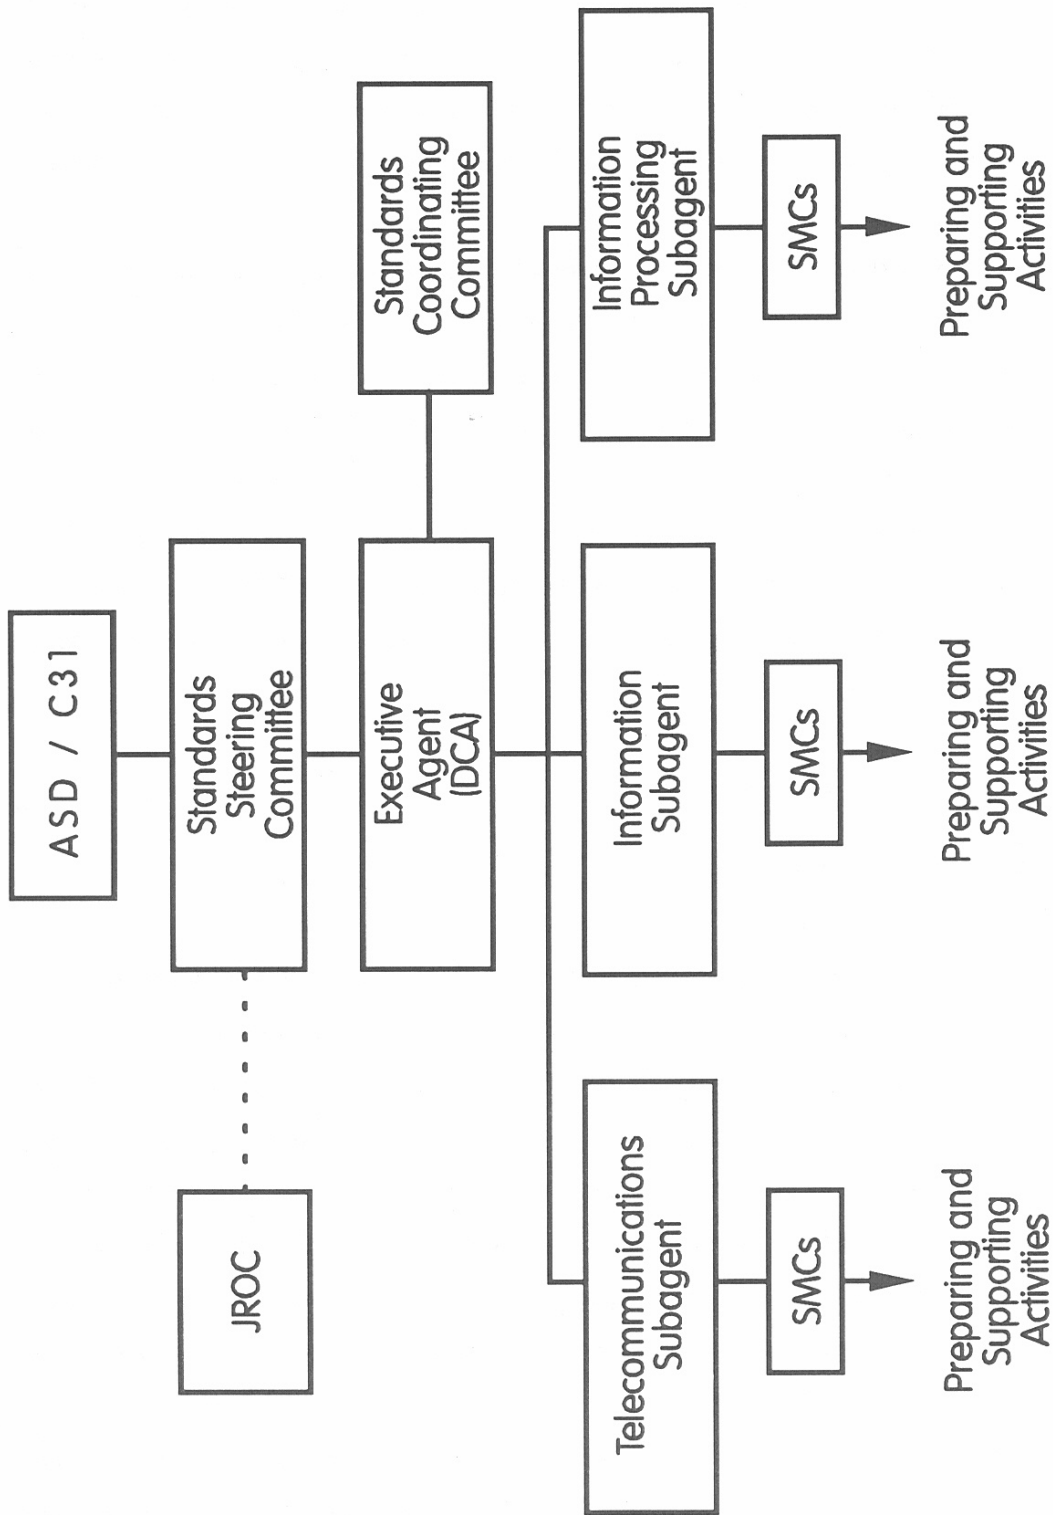 ASD / C31
JROC
Standards
Steering
Committee
Executive
Agent
(DCA)
Standards
Coordinating
Committee
Telecommunications
Subagent
Information
Subagent
Information
Processing
Subagent
SMCs
SMCs
SMCs
Preparing and
Supporting
Activities
Preparing and
Supporting
Activities
Preparing and
Supporting
Activities